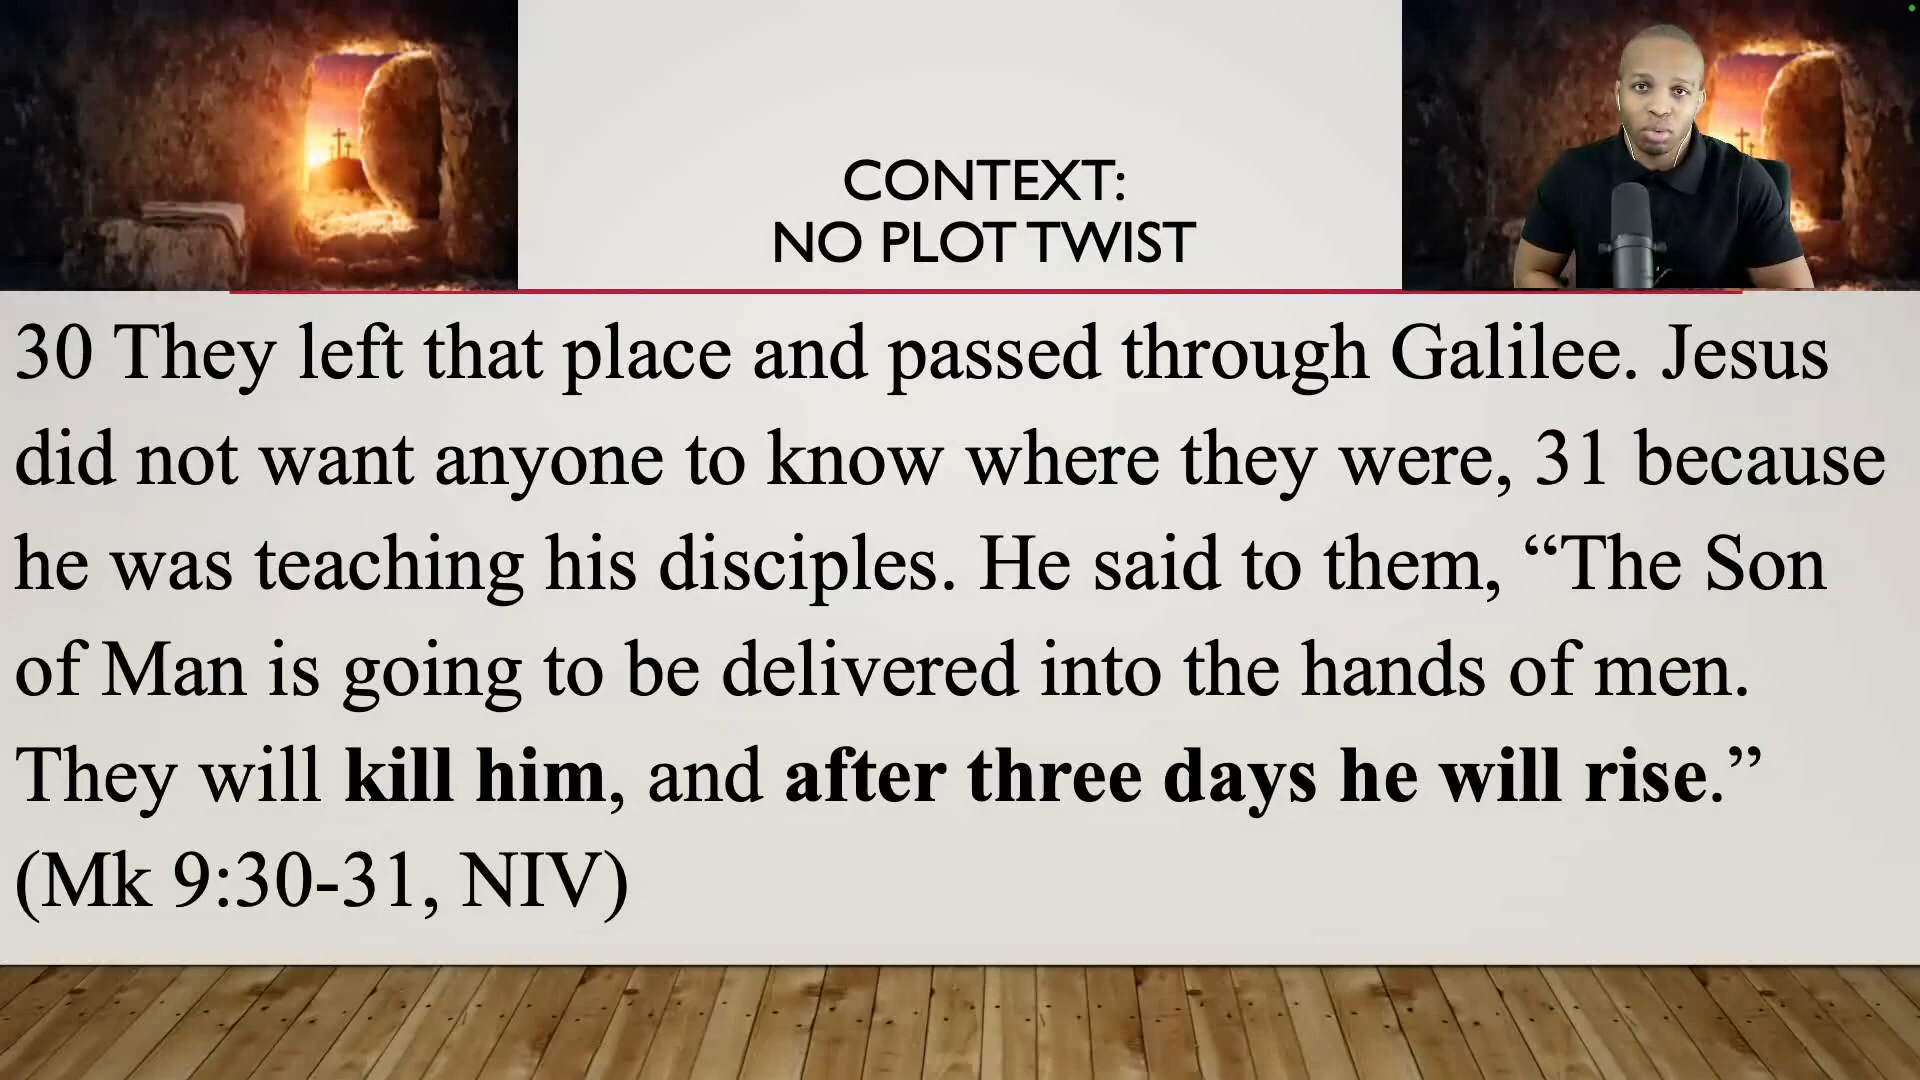 CONTEXT:
NO PLOT TWIST
30 They left that place and passed through Galilee. Jesus
did not want anyone to know where they were, 31 because
he was teaching his disciples. He said to them, “The Son
of Man is going to be delivered into the hands of men.
They will kill him, and after three days he will rise.”
(Mk 9:30-31, NIV)